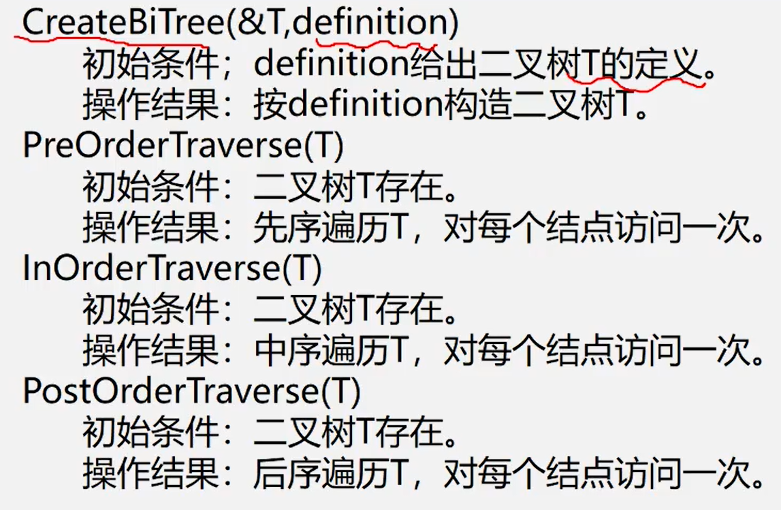 CreateBiTree(&T,definition)
初始条件；definition给出二叉树T的定义。
操作结果：按definition构造二叉树T。
PreOrderTraverse(T)
初始条件：二叉树T存在。
操作结果：先序遍历T，对每个结点访问一次。
InOrderTraverse(T)
初始条件：二叉树T存在。
操作结果：中序遍历T，对每个结点访问一次。
PostOrderTraverse(T)
初始条件：二叉树T存在。
操作结果：后序遍历T，对每个结点访问一次。